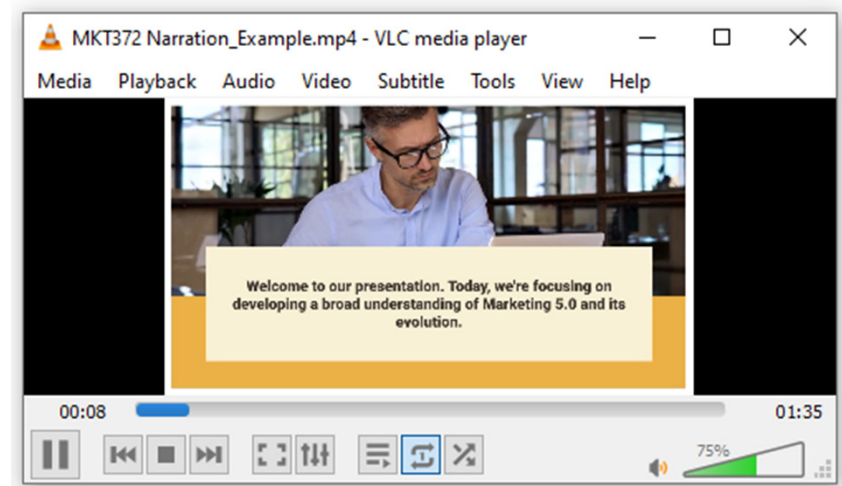 MKT372 Narration_Example.mp4 - VLC media player
Media Playback Audio Video Subtitle Tools View Help
Welcome to our presentation. Today, we're focusing on
developing a broad understanding of Marketing 5.0 and its
evolution.
00:08 01:35
75%